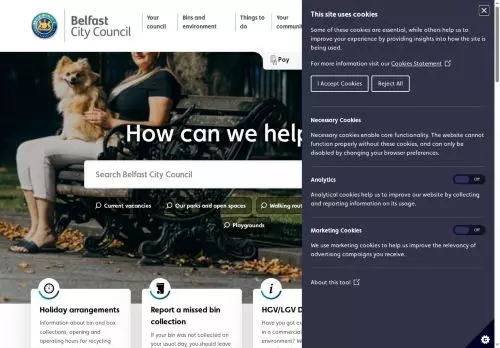 Belfast
City Council
Your
council
Bins and
environment
Things to
do
Your
Pay
How can we help
Search Belfast City Council
Current vacancies
Our parks and open spaces
Playgrounds
Holiday arrangements
Information about bin and box
collections, opening and
operating hours for recycling
Report a missed bin
collection
If your bin was not collected on
your usual day, you should leave
HGV/LGV D
Have you got
in a commercial
environment? W
This site uses cookies
Some of these cookies are essential, while others help us to
improve your experience by providing insights into how the site is
being used.
For more information visit our Cookies Statement
I Accept Cookies
Reject All
Necessary Cookies
Necessary cookies enable core functionality. The website cannot
function properly without these cookies, and can only be
disabled by changing your browser preferences.
Analytics
Off
Analytical cookies help us to improve our website by collecting
and reporting information on its usage.
Marketing Cookies
Off
We use marketing cookies to help us improve the relevancy of
advertising campaigns you receive.
About this tool